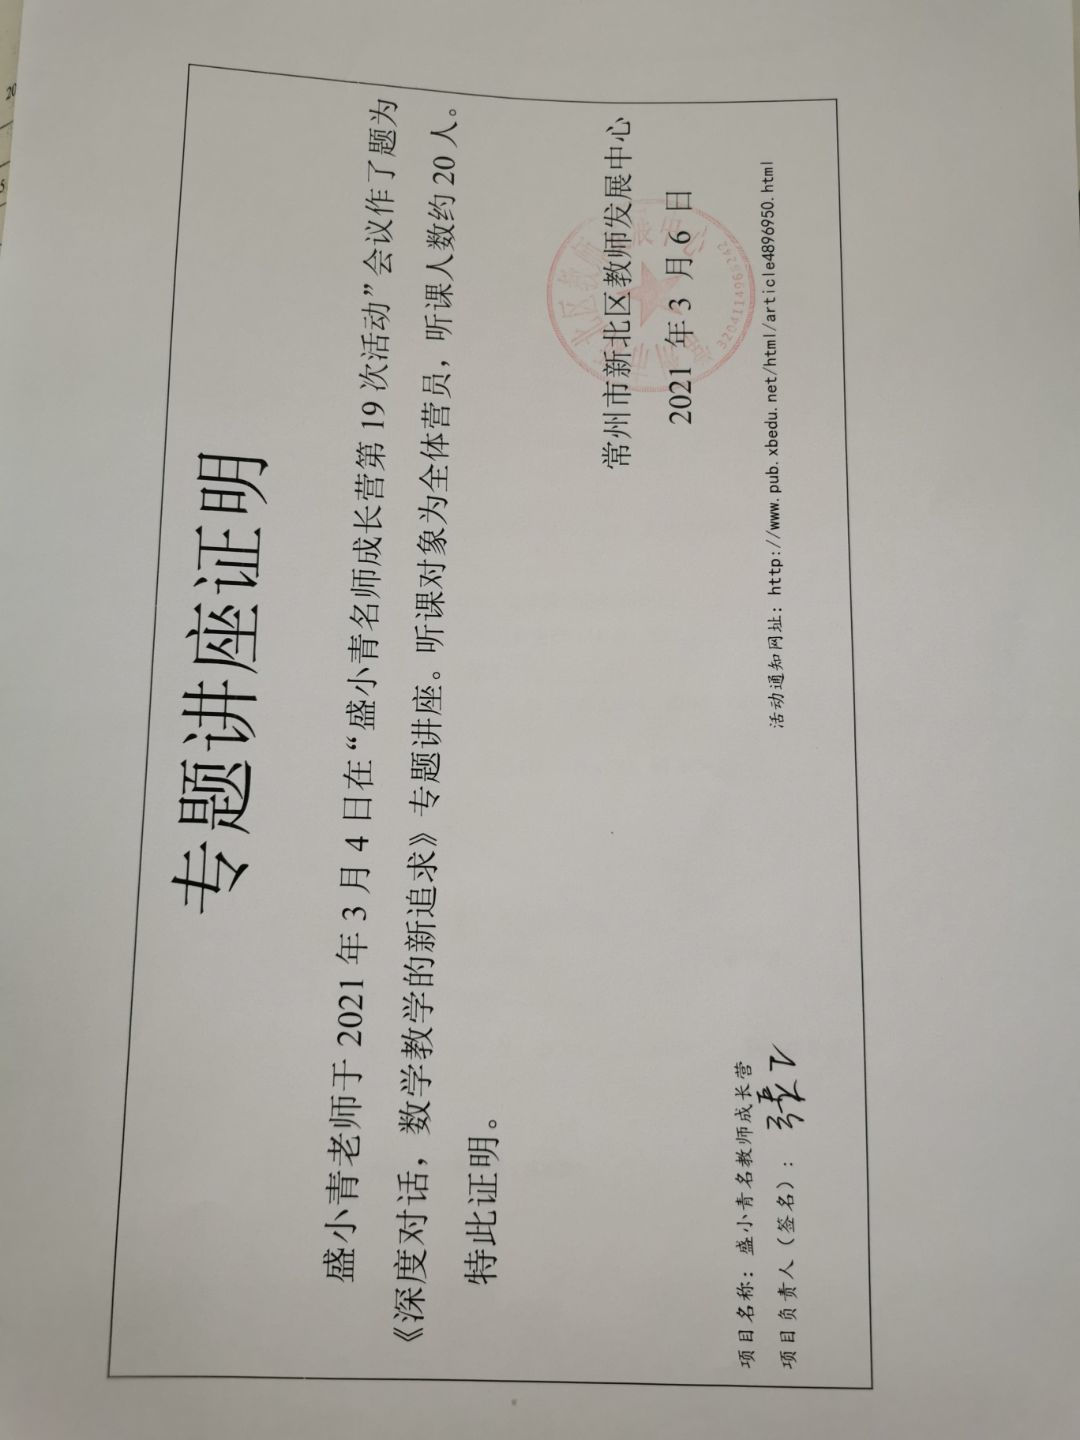 专题讲座证明
盛小青老师于 2021 年 3 月 4 日在“盛小青名师成长营第 19 次活动”会议作了题为
《深度对话，数学教学的新追求》专题讲座。听课对象为全体营员，听课人数约 20 人。
特此证明。
常州市新北区教师发展中心
2021 年 3 月 6 日
项目名称：盛小青名教师成长营
项目负责人（签名）：
活动通知网址：http://www.pub.xbedu.net/html/article4896950.html